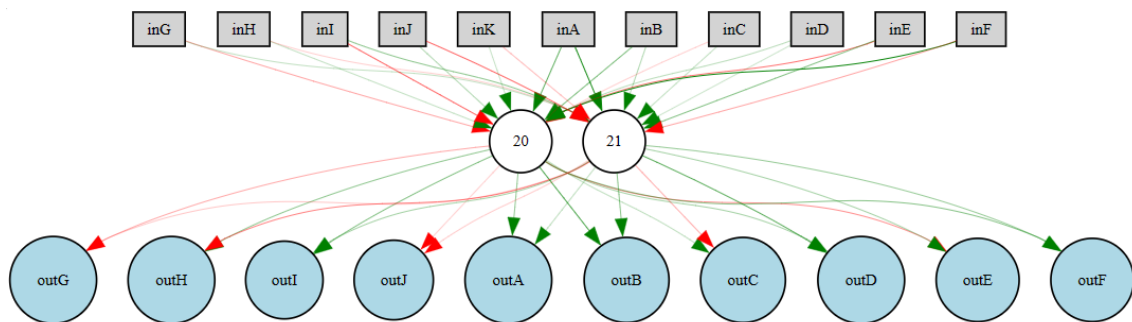 inG inH inI inJ inK inA inB inC inD inE inF
20 21
outG outH outI outJ outA outB outC outD outE outF